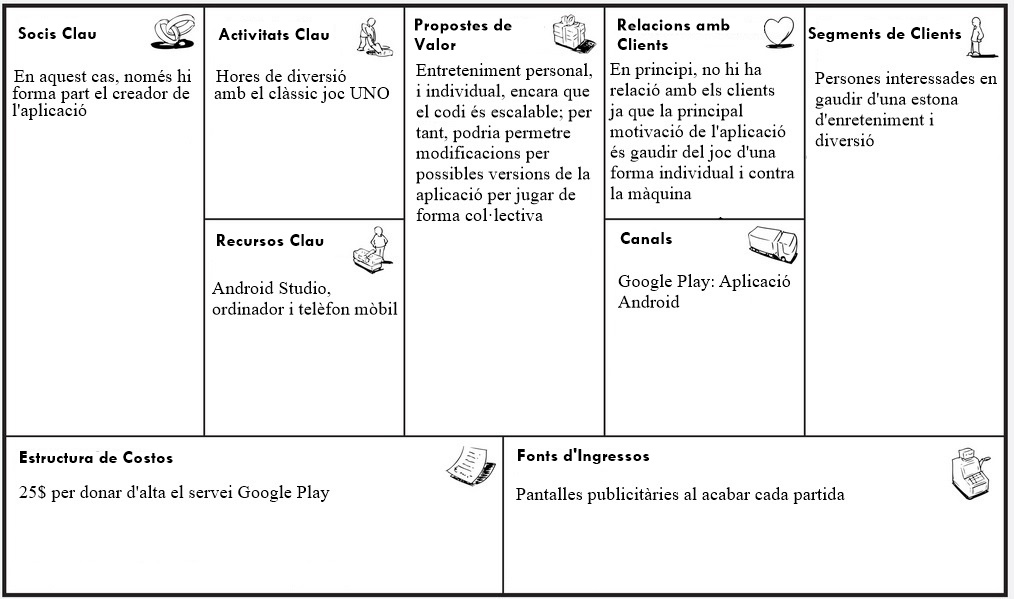 Socis Clau
En aquest cas, només hi
forma part el creador de
l'aplicació
Activitats Clau
Hores de diversió
amb el clàssic joc UNO
Recursos Clau
Android Studio,
ordinador i telèfon mòbil
Propostes de
Valor
Entreteniment personal,
i individual, encara que
el codi és escalable; per
tant, podria permetre
modificacions per
possibles versions de la
aplicació per jugar de
forma col·lectiva
Relacions amb
Clients
En principi, no hi ha
relació amb els clients
ja que la principal
motivació de l'aplicació
és gaudir del joc d'una
forma individual i contra
la màquina
Canals
Google Play: Aplicació
Android
Segments de Clients
Persones interessades en
gaudir d'una estona
d'enreteniment i
diversió
Estructura de Costos
25$ per donar d'alta el servei Google Play
Fonts d'Ingressos
Pantalles publicitàries al acabar cada partida